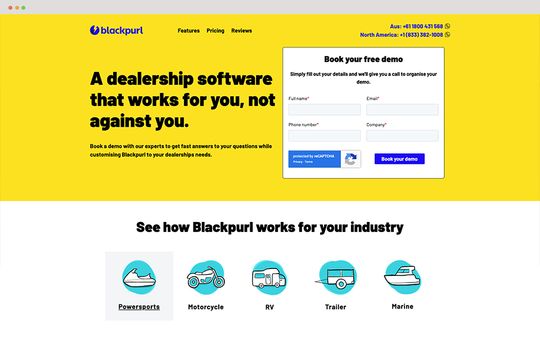 blackpurl
Features Pricing Reviews
Aus: +61 1800 431 568
North America: +1 (833) 382-1008
A dealership software
that works for you, not
against you.
Book a demo with our experts to get fast answers to your questions while
customising Blackpurl to your dealerships needs.
Book your free demo
Simply fill out your details and we'll give you a call to organise your
demo.
Full name* Email*
Phone number* Company*
protected by reCAPTCHA
Privacy - Terms
Book your demo
See how Blackpurl works for your industry
Powersports Motorcycle RV Trailer Marine